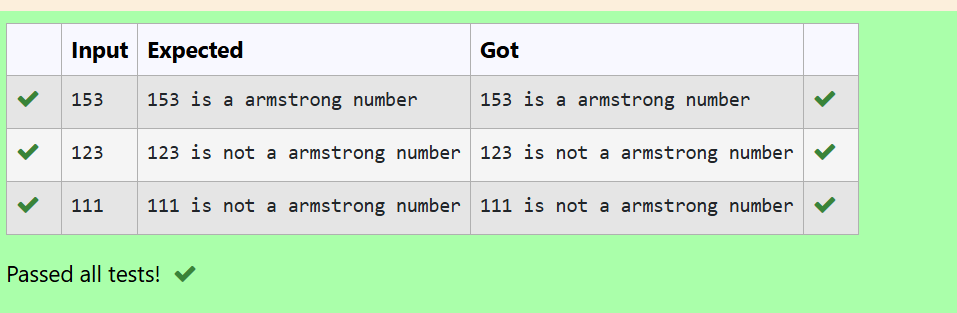 Input Expected Got
153 153 is a armstrong number 153 is a armstrong number
123 123 is not a armstrong number 123 is not a armstrong number
111 111 is not a armstrong number 111 is not a armstrong number
Passed all tests!